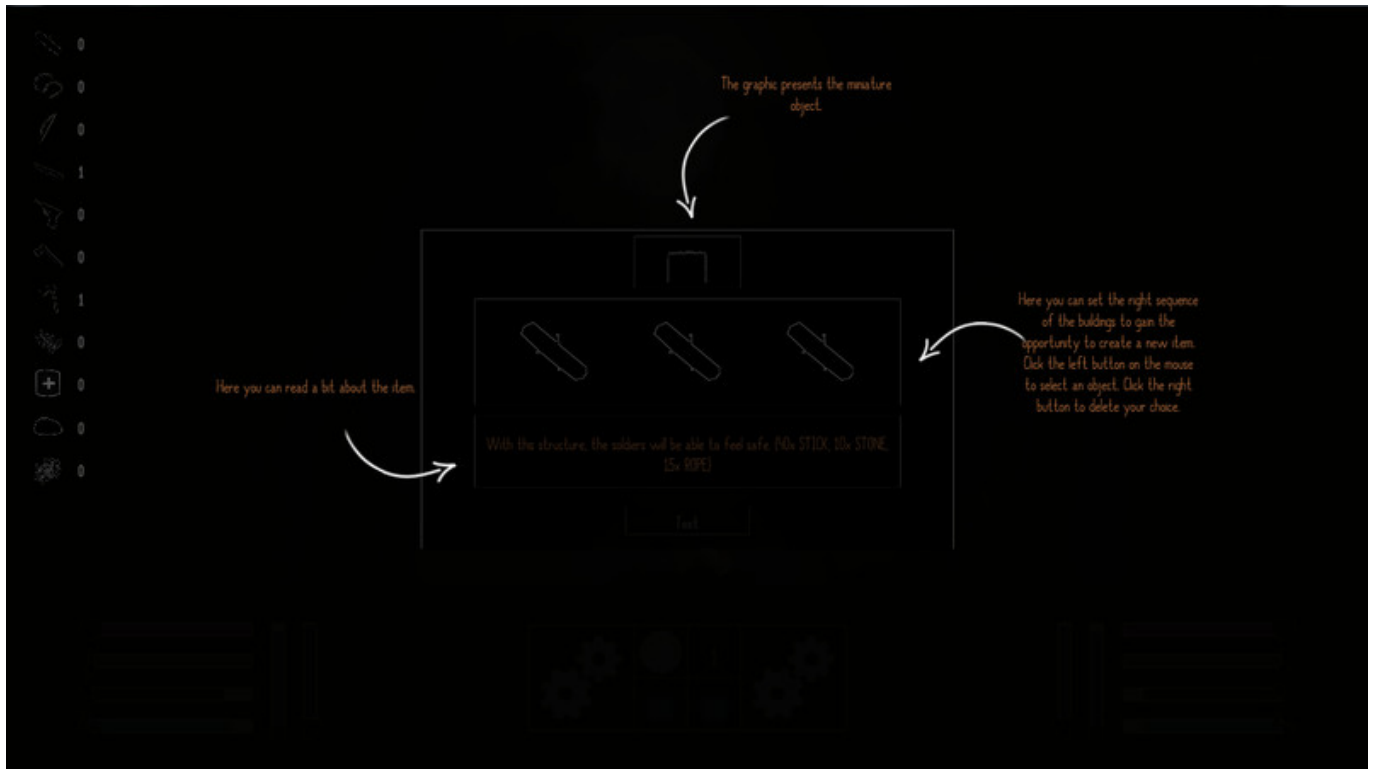 0
0
0
1
0
0
1
0
0
0
0
The graphic presents the miniature
object.
Here you can set the right sequence
of the buildings to gain the
opportunity to create a new item.
Click the left button on the mouse
to select an object. Click the right
button to delete your choice.
Here you can read a bit about the item.
With this structure, the soldiers will be able to feel safe. (40x STICK, 10x STONE,
15x ROPE)
Test